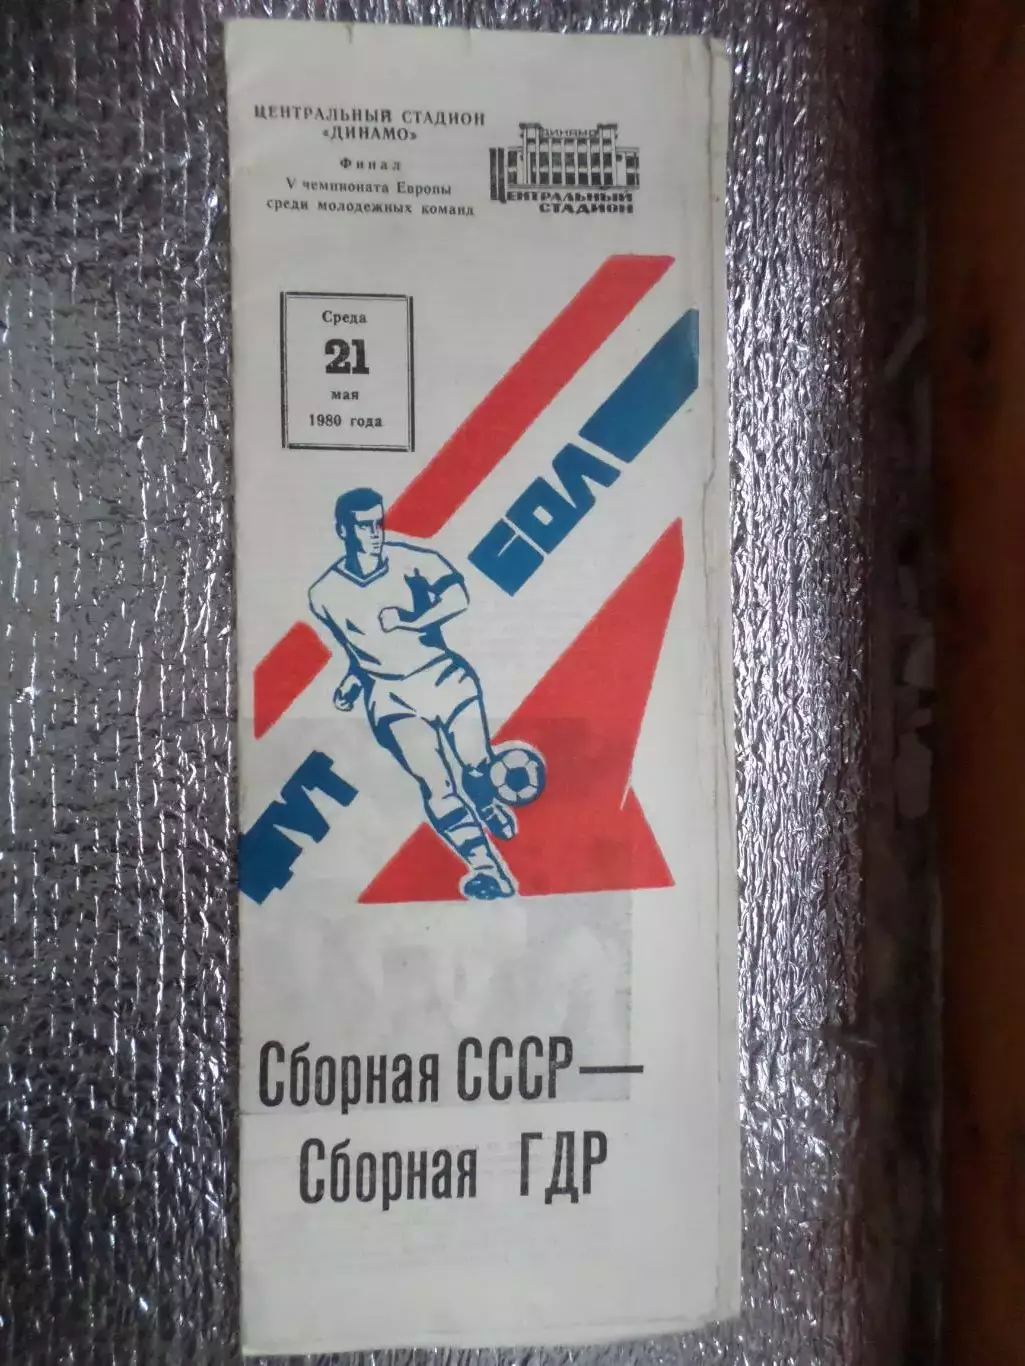 ЦЕНТРАЛЬНЫЙ СТАДИОН
«ДИНАМО»
Финал
V чемпионата Европы
среди молодежных команд
ДИНАМО
ЦЕНТРАЛЬНЫЙ
СТАДИОН
Среда
21
мая
1980 года
ФУТ
БОЛ
Сборная СССР—
Сборная ГДР